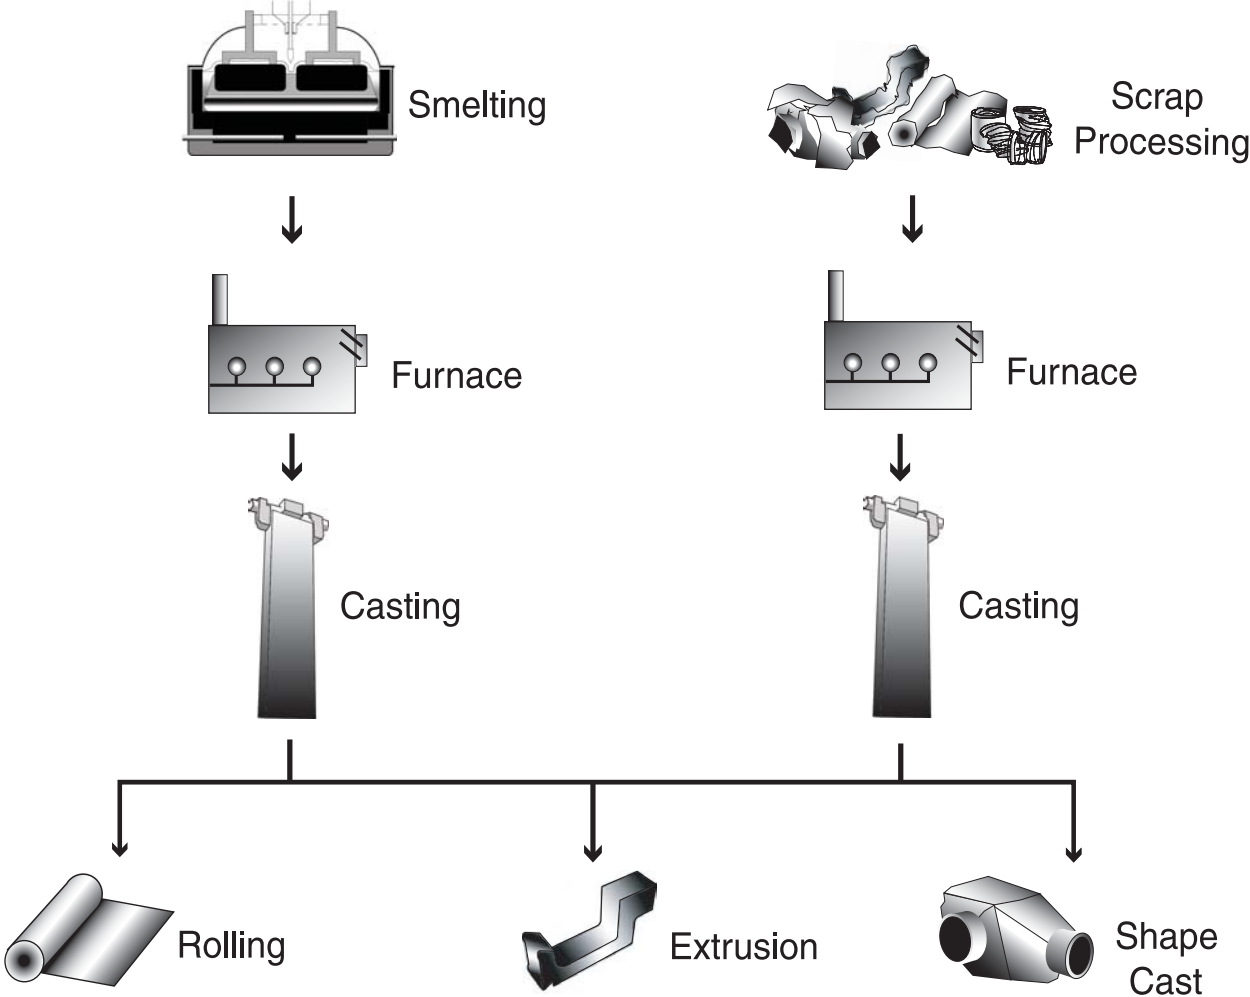 Smelting
Scrap
Processing
Furnace
Furnace
Casting
Casting
Rolling
Extrusion
Shape
Cast